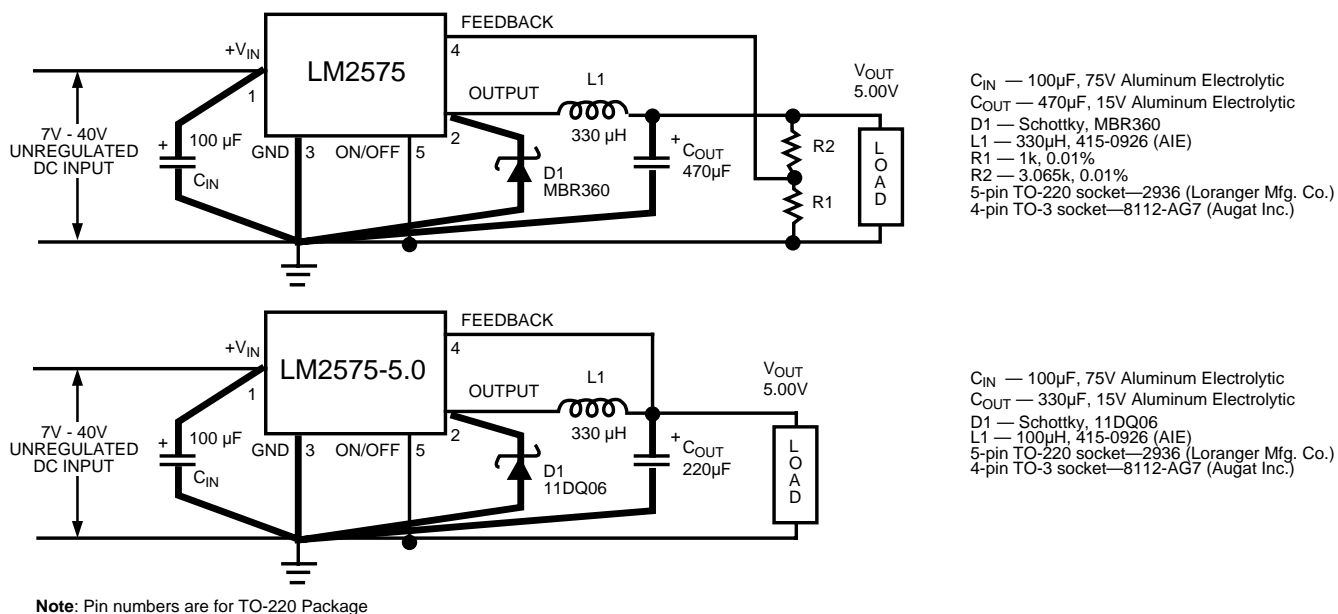 FEEDBACK
+VIN
4
LM2575
1
OUTPUT
2
L1
330 µH
VOUT
5.00V
7V - 40V
UNREGULATED
DC INPUT
+
100 µF
CIN
GND
3
ON/OFF
5
D1
MBR360
+
COUT
470µF
R2
R1
LOAD
CIN — 100µF, 75V Aluminum Electrolytic
COUT — 470µF, 15V Aluminum Electrolytic
D1 — Schottky, MBR360
L1 — 330µH, 415-0926 (AIE)
R1 — 1k, 0.01%
R2 — 3.065k, 0.01%
5-pin TO-220 socket—2936 (Loranger Mfg. Co.)
4-pin TO-3 socket—8112-AG7 (Augat Inc.)
FEEDBACK
+VIN
4
LM2575-5.0
1
OUTPUT
2
L1
330 µH
VOUT
5.00V
7V - 40V
UNREGULATED
DC INPUT
+
100 µF
CIN
GND
3
ON/OFF
5
D1
11DQ06
+
COUT
220µF
LOAD
CIN — 100µF, 75V Aluminum Electrolytic
COUT — 330µF, 15V Aluminum Electrolytic
D1 — Schottky, 11DQ06
L1 — 100µH, 415-0926 (AIE)
5-pin TO-220 socket—2936 (Loranger Mfg. Co.)
4-pin TO-3 socket—8112-AG7 (Augat Inc.)
Note: Pin numbers are for TO-220 Package